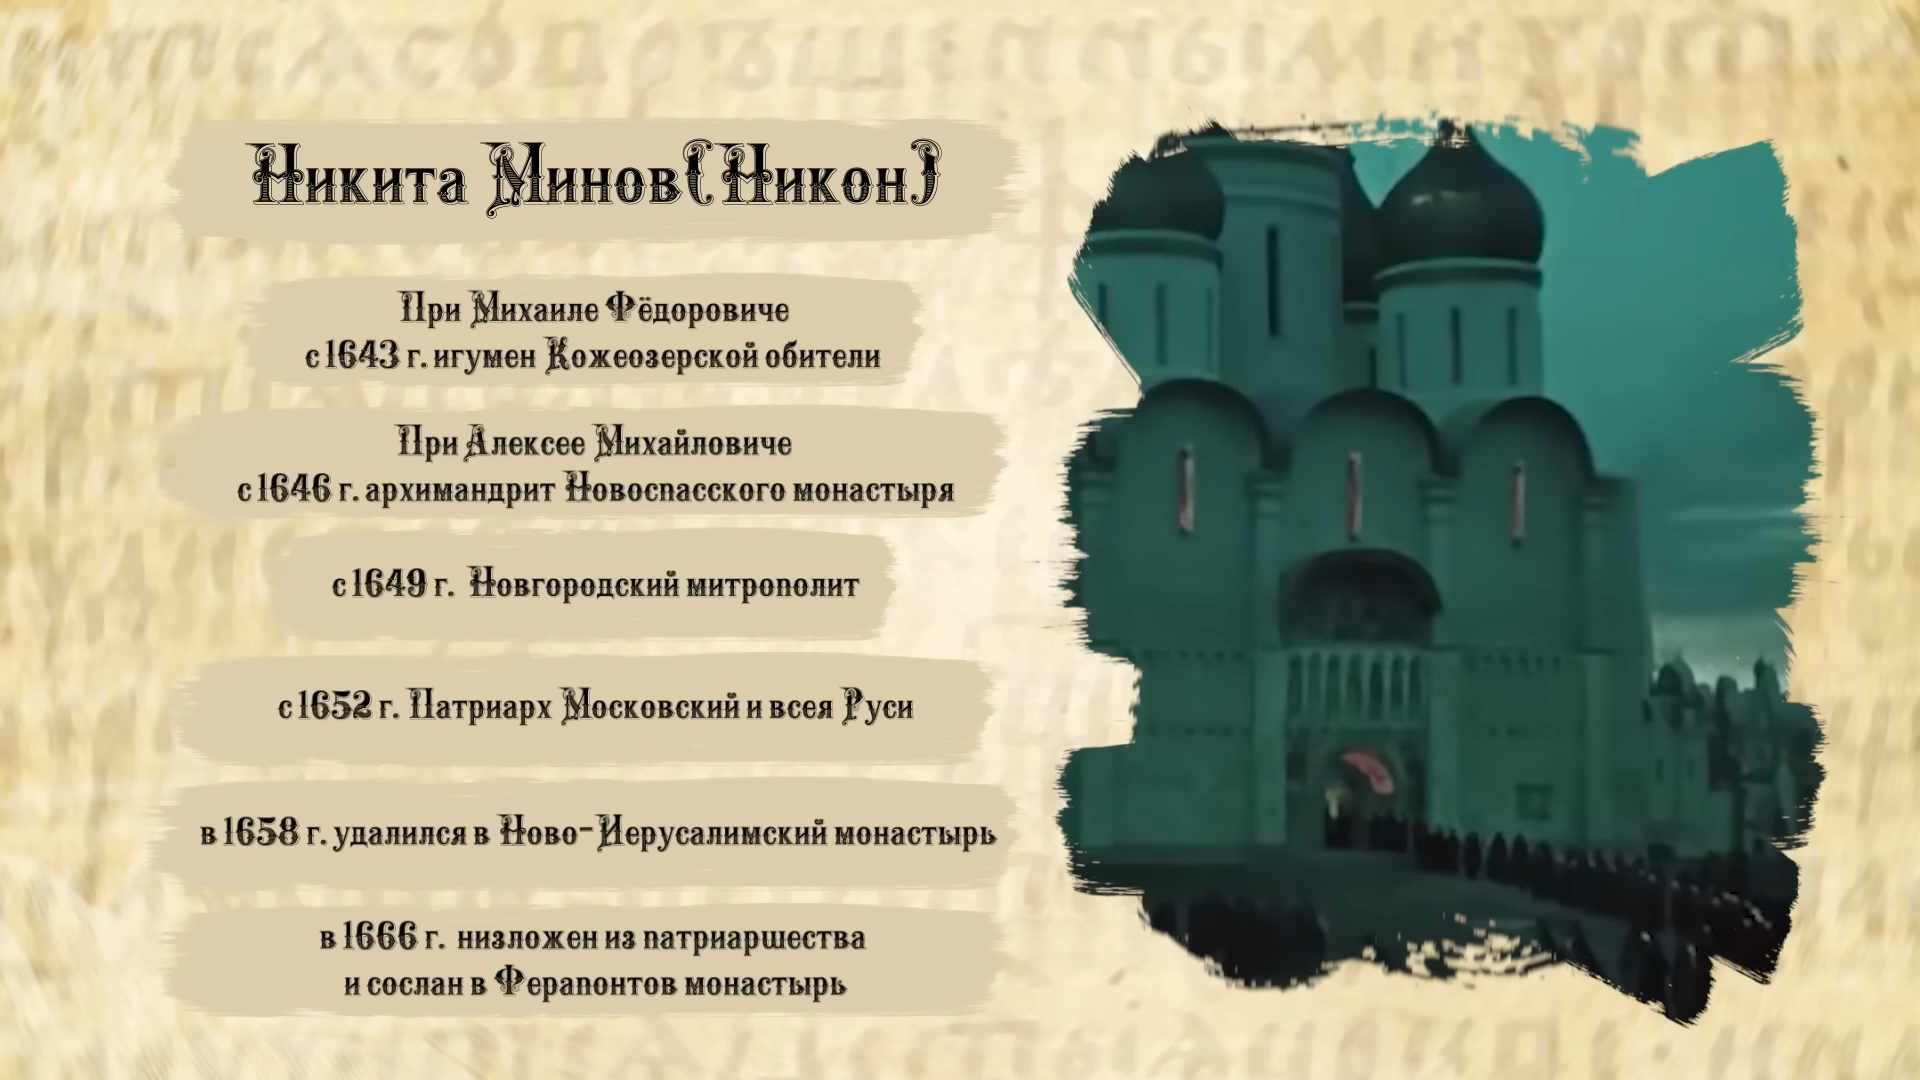 Никита Минов(Никон)
При Михаиле Фёдоровиче
с 1643 г. игумен Кожеозерской обители
При Алексее Михайловиче
с 1646 г. архимандрит Новоспасского монастыря
с 1649 г. Новгородский митрополит
с 1652 г. Патриарх Московский и всея Руси
в 1658 г. удалился в Ново-Иерусалимский монастырь
в 1666 г. низложен из патриаршества
и сослан в Ферапонтов монастырь